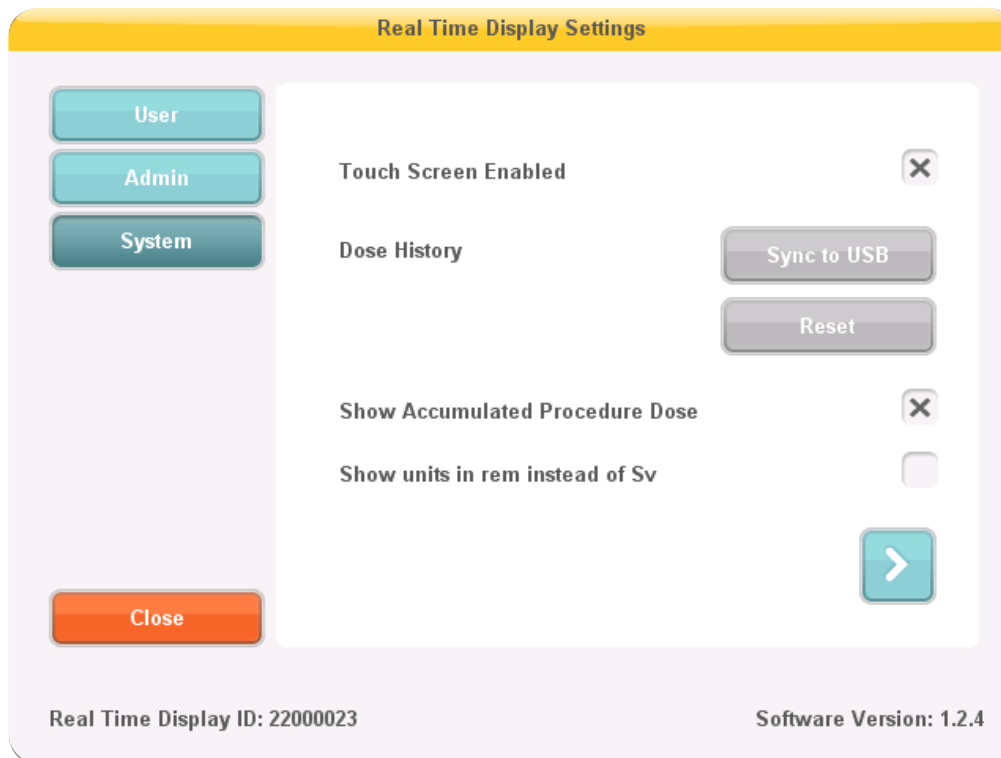 Real Time Display Settings
User
Admin
System
Touch Screen Enabled
Dose History
Sync to USB
Reset
Show Accumulated Procedure Dose
Show units in rem instead of Sv
Close
Real Time Display ID: 22000023
Software Version: 1.2.4